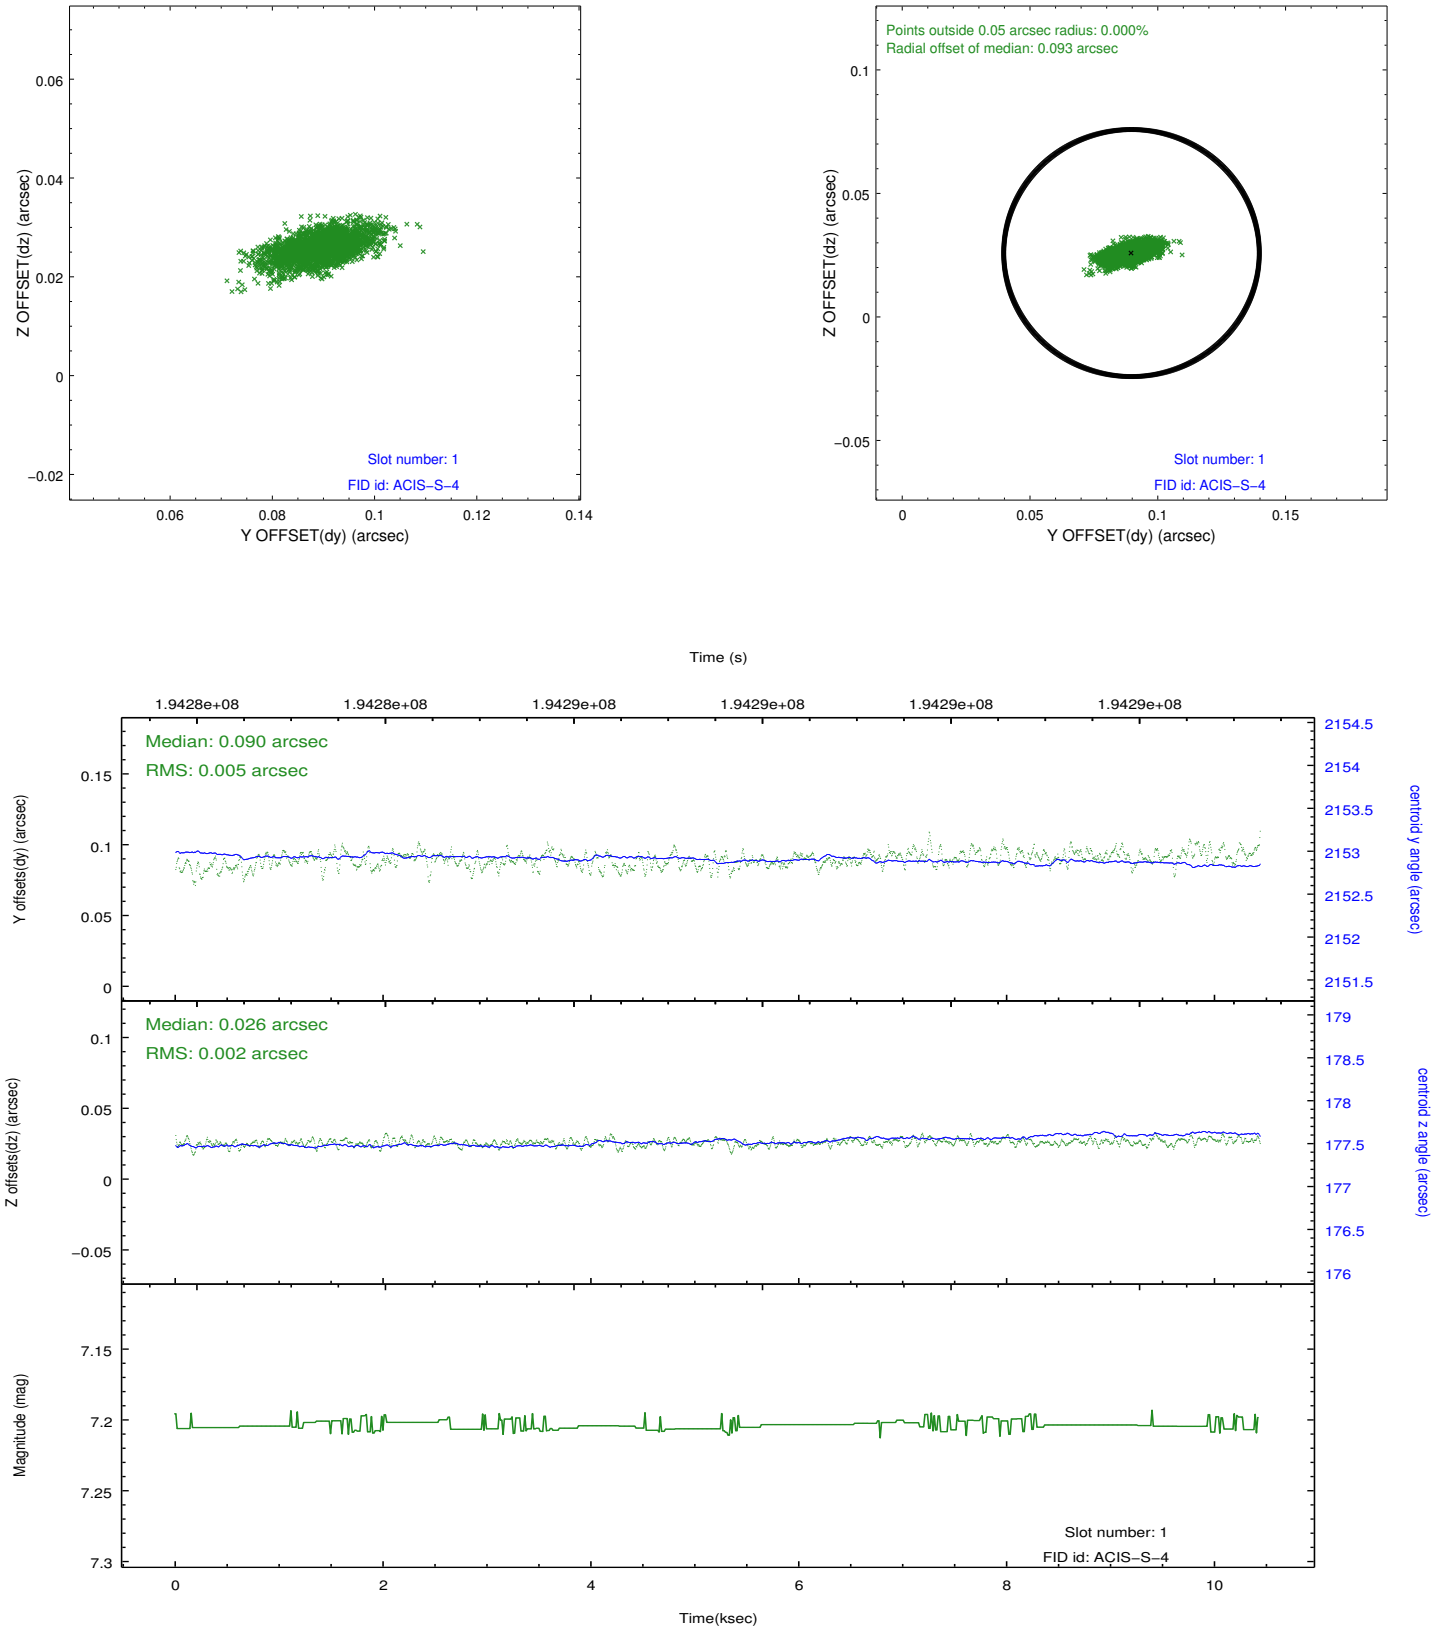 0.06
0.04
0.02
0
−0.02
Z OFFSET(dz) (arcsec)
0.06
0.08
0.1
0.12
0.14
Y OFFSET(dy) (arcsec)
Slot number: 1
FID id: ACIS−S−4
Points outside 0.05 arcsec radius: 0.000%
Radial offset of median: 0.093 arcsec
0.1
0.05
0
−0.05
Z OFFSET(dz) (arcsec)
0
0.05
0.1
0.15
Y OFFSET(dy) (arcsec)
Slot number: 1
FID id: ACIS−S−4
Time (s)
1.9428e+08
1.9428e+08
1.9429e+08
1.9429e+08
1.9429e+08
1.9429e+08
Median: 0.090 arcsec
RMS: 0.005 arcsec
0.15
0.1
0.05
0
Y offsets(dy) (arcsec)
2154.5
2154
2153.5
2153
2152.5
2152
2151.5
centroid y angle (arcsec)
Median: 0.026 arcsec
RMS: 0.002 arcsec
0.1
0.05
0
−0.05
Z offsets(dz) (arcsec)
179
178.5
178
177.5
177
176.5
176
centroid z angle (arcsec)
7.15
7.2
7.25
7.3
Magnitude (mag)
Slot number: 1
FID id: ACIS−S−4
0
2
4
6
8
10
Time(ksec)